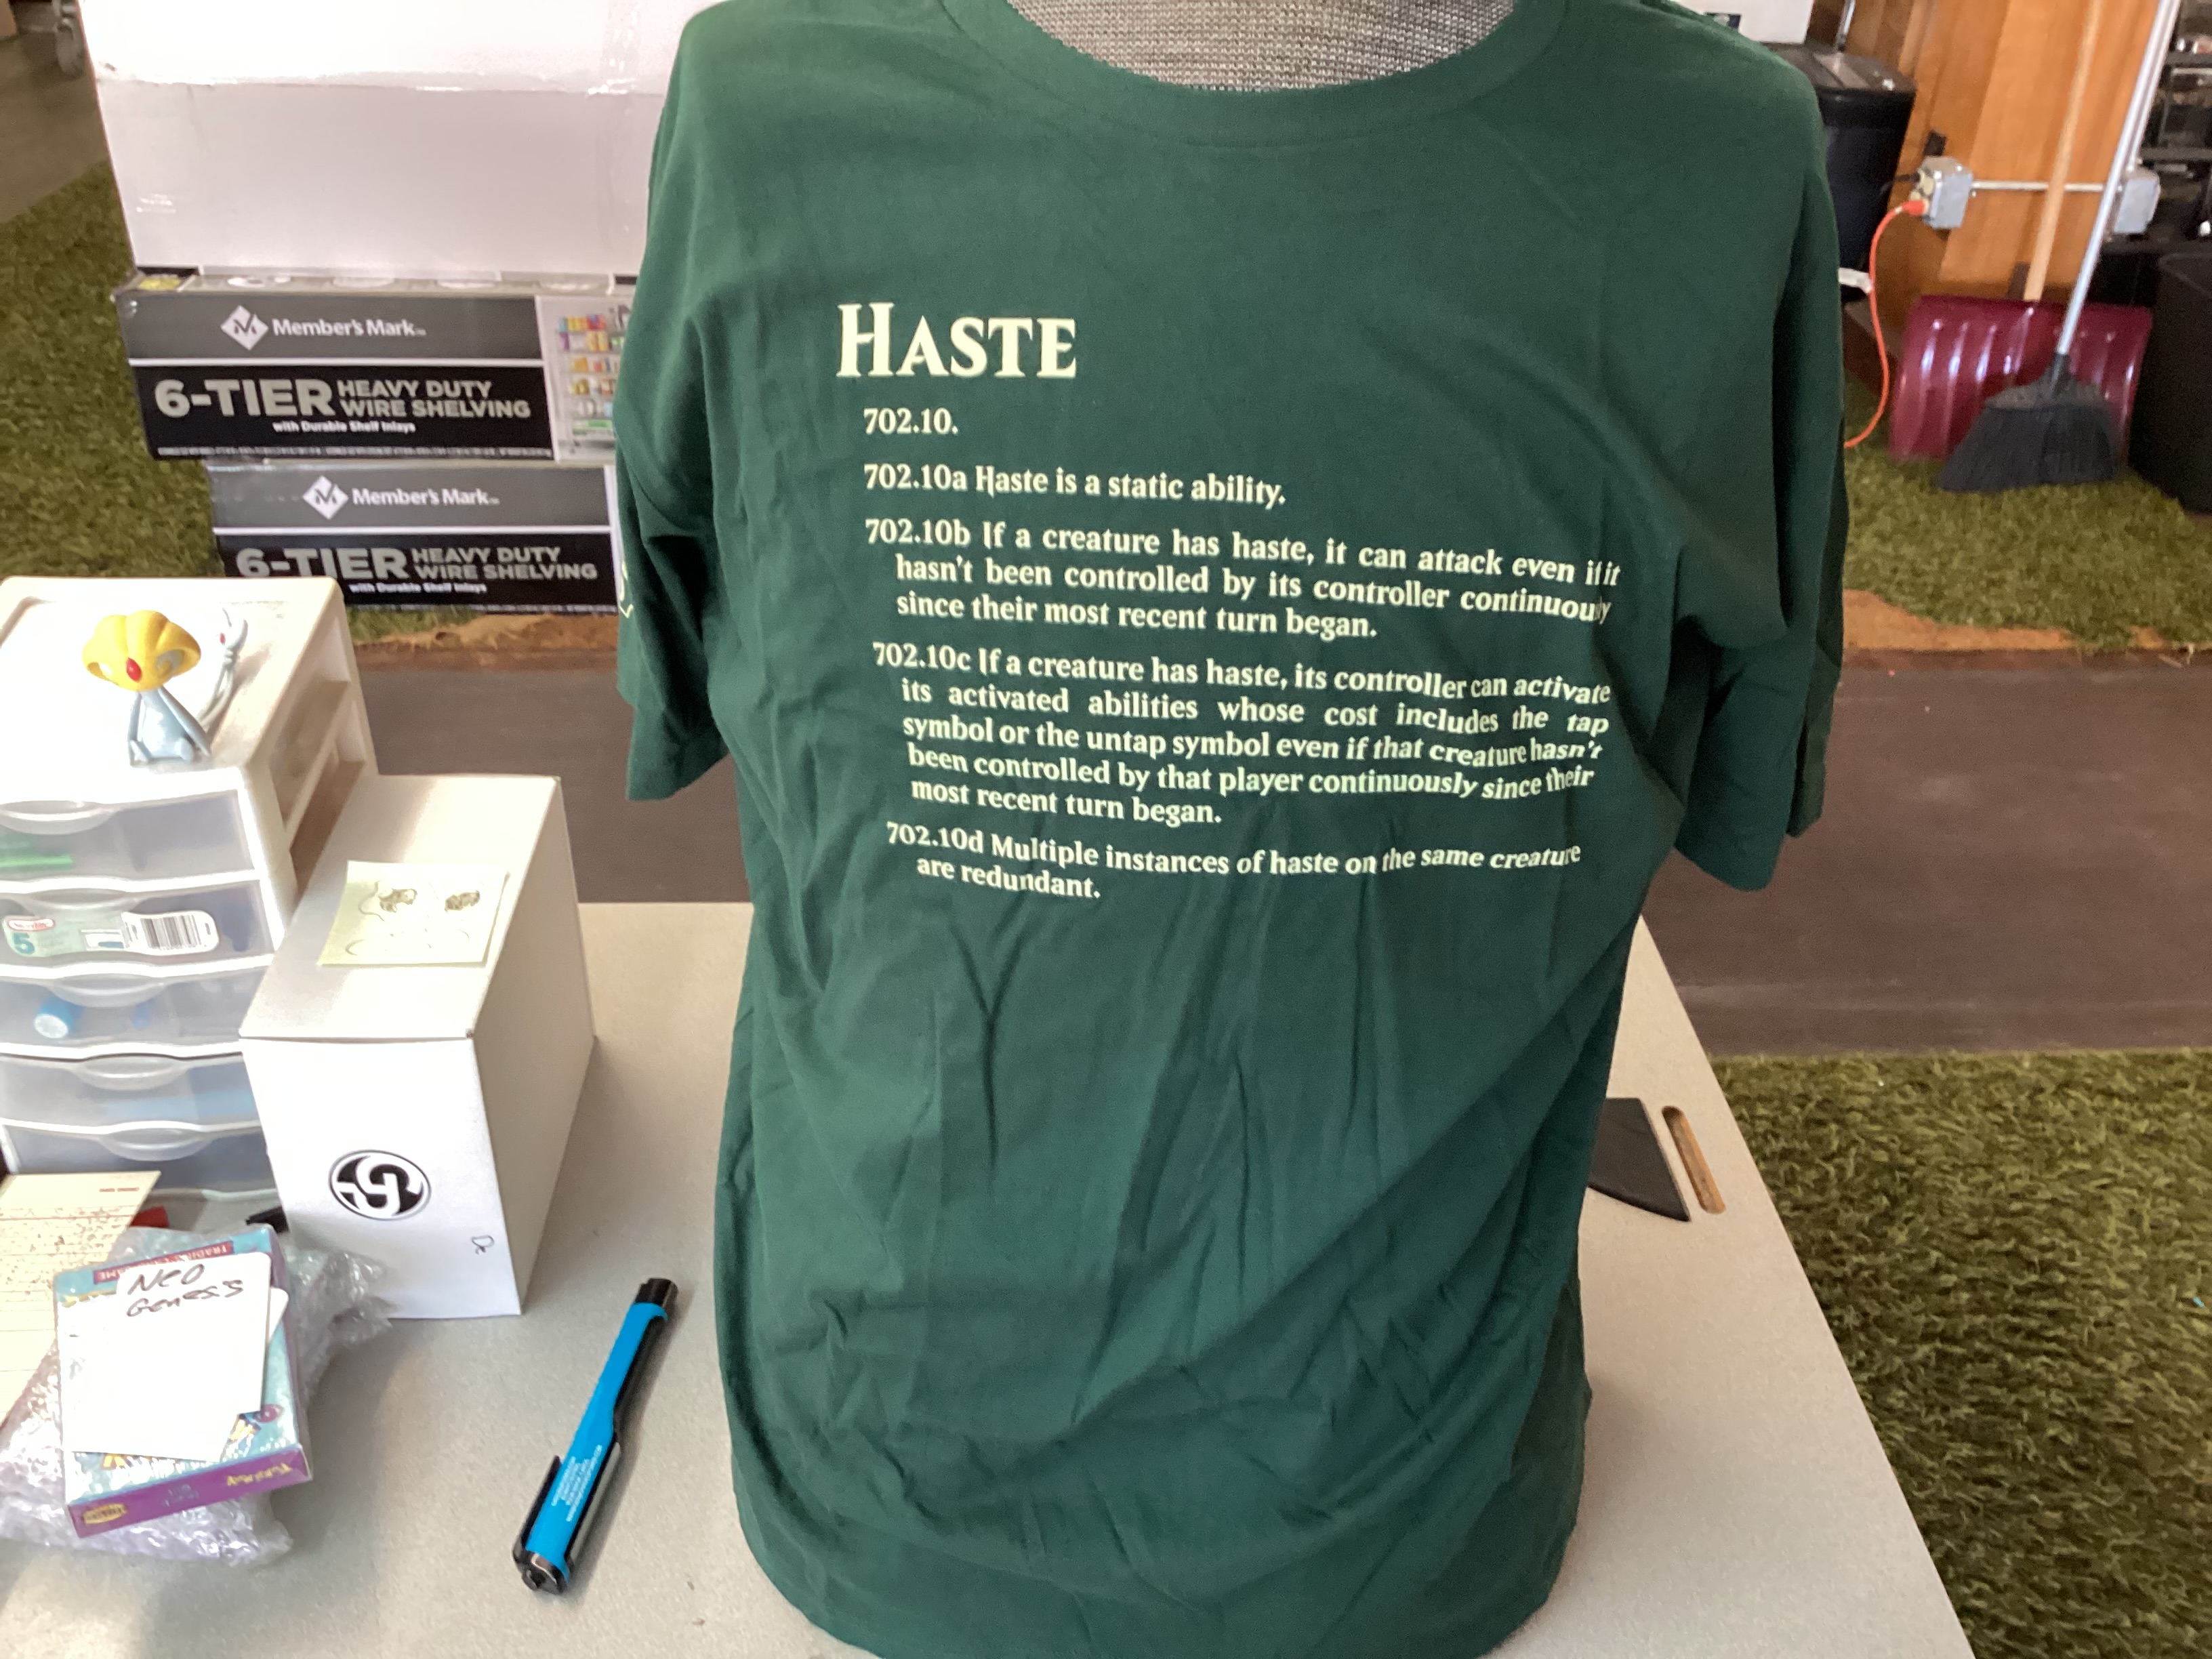 Member's Mark
6-TIER HEAVY DUTY
WIRE SHELVING
with Durable Shelf Inlays
Member's Mark
6-TIER HEAVY DUTY
WIRE SHELVING
with Durable Shelf Inlays
HASTE
702.10.
702.10a Haste is a static ability.
702.10b If a creature has haste, it can attack even if it
hasn't been controlled by its controller continuously
since their most recent turn began.
702.10c If a creature has haste, its controller can activate
its activated abilities whose cost includes the tap
symbol or the untap symbol even if that creature hasn't
been controlled by that player continuously since their
most recent turn began.
702.10d Multiple instances of haste on the same creature
are redundant.
5
NEO
Genesis